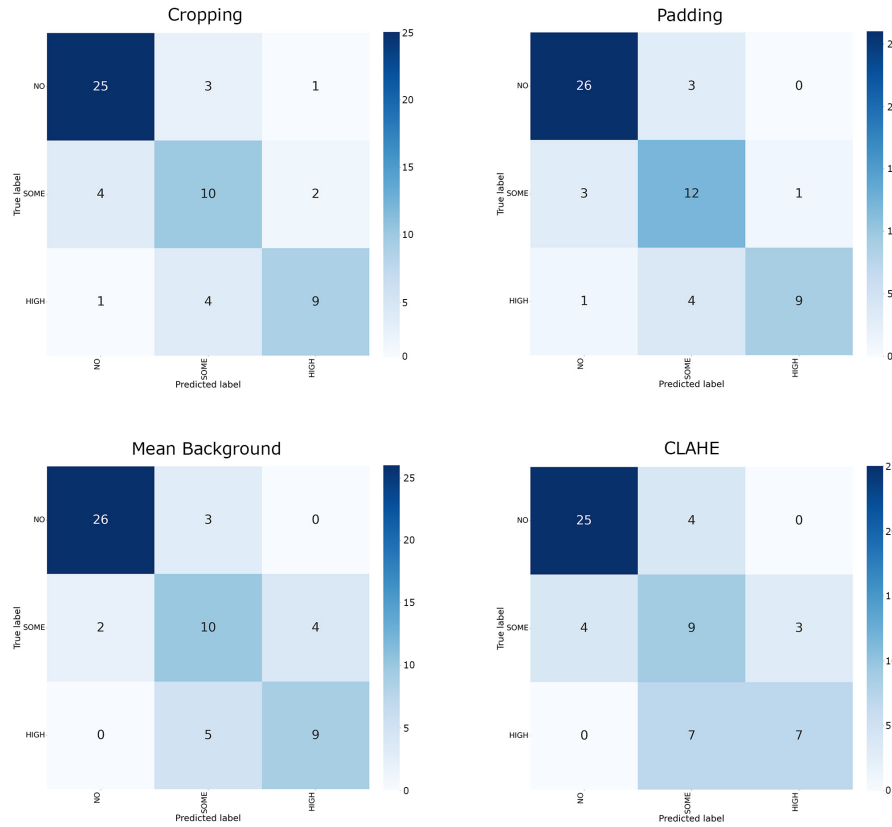 Cropping
NO 25 3 1
SOME 4 10 2
HIGH 1 4 9
NO SOME HIGH
True label
Predicted label
25
20
15
10
5
0
Padding
NO 26 3 0
SOME 3 12 1
HIGH 1 4 9
NO SOME HIGH
True label
Predicted label
5
0
Mean Background
NO 26 3 0
SOME 2 10 4
HIGH 0 5 9
NO SOME HIGH
True label
Predicted label
25
20
15
10
5
0
CLAHE
NO 25 4 0
SOME 4 9 3
HIGH 0 7 7
NO SOME HIGH
True label
Predicted label
5
0